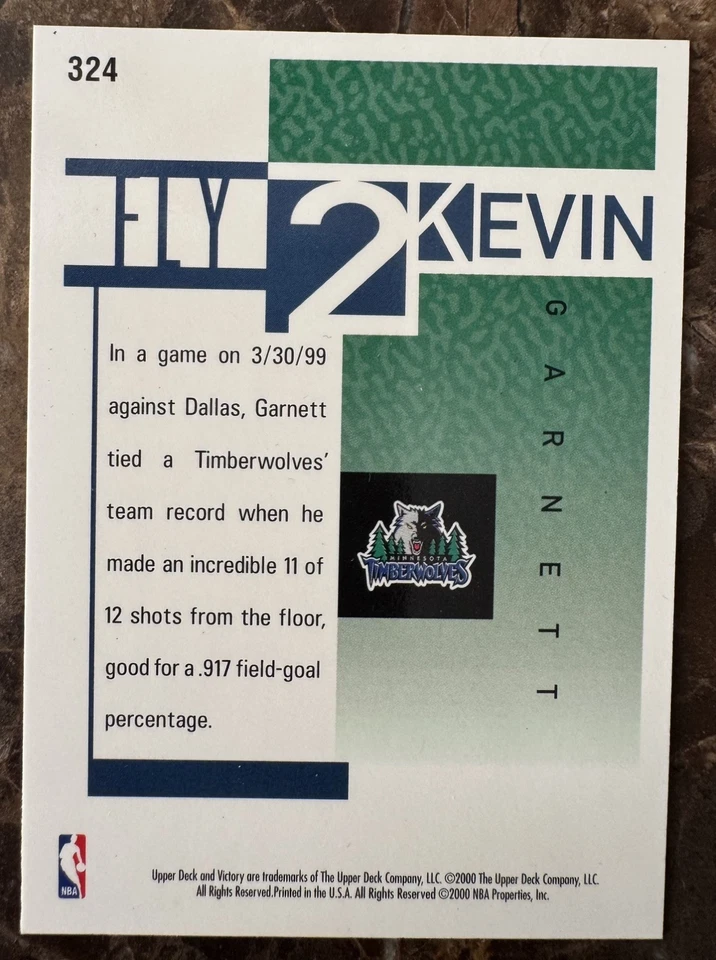 324
FLY 2KEVIN
GARNETT
In a game on 3/30/99
against Dallas, Garnett
tied a Timberwolves'
team record when he
made an incredible 11 of
12 shots from the floor,
good for a .917 field-goal
percentage.
MINNESOTA
TIMBERWOLVES
NBA
Upper Deck and Victory are trademarks of The Upper Deck Company, LLC. ©2000 The Upper Deck Company, LLC.
All Rights Reserved.Printed in the U.S.A. All Rights Reserved ©2000 NBA Properties, Inc.